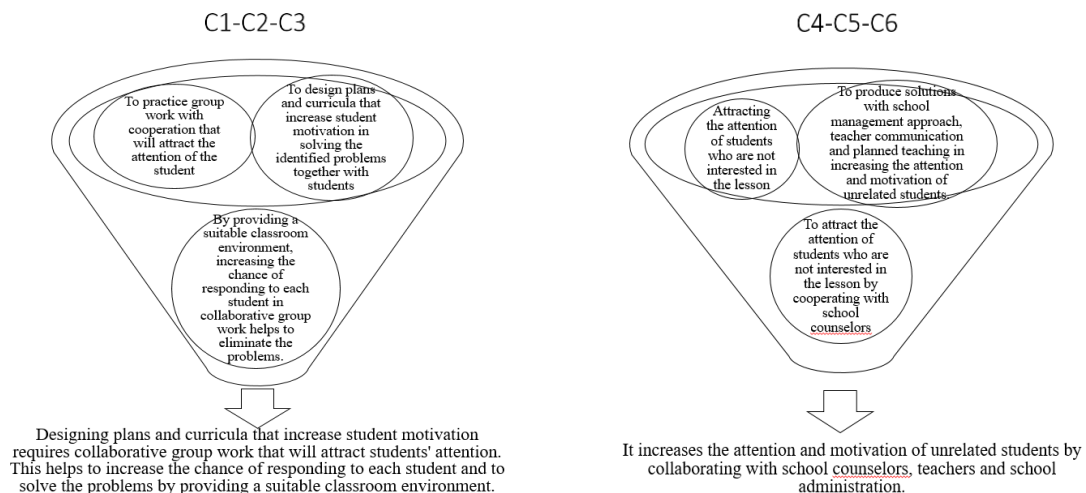 C1-C2-C3
To practice group
work with
cooperation that
will attract the
attention of the
student
To design plans
and curricula that
increase student
motivation in
solving the
identified problems
together with
students
By providing a
suitable classroom
environment,
increasing the
chance of
responding to each
student in
collaborative group
work helps to
eliminate the
problems.
Designing plans and curricula that increase student motivation
requires collaborative group work that will attract students' attention.
This helps to increase the chance of responding to each student and to
solve the problems by providing a suitable classroom environment.
C4-C5-C6
Attracting
the attention
of students
who are not
interested in
the lesson
To produce solutions
with school
management approach,
teacher communication
and planned teaching in
increasing the attention
and motivation of
unrelated students.
To attract the
attention of
students who are
not interested in
the lesson by
cooperating with
school
counselors
It increases the attention and motivation of unrelated students by
collaborating with school counselors, teachers and school
administration.